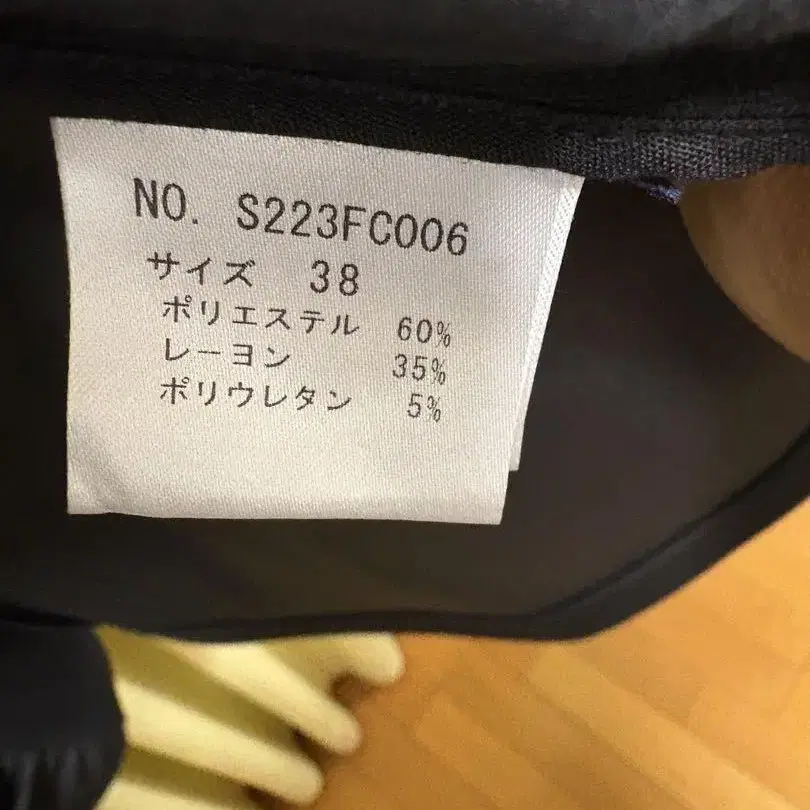 NO. S223FC006
サイズ 38
ポリエステル 60%
レーヨン 35%
ポリウレタン 5%